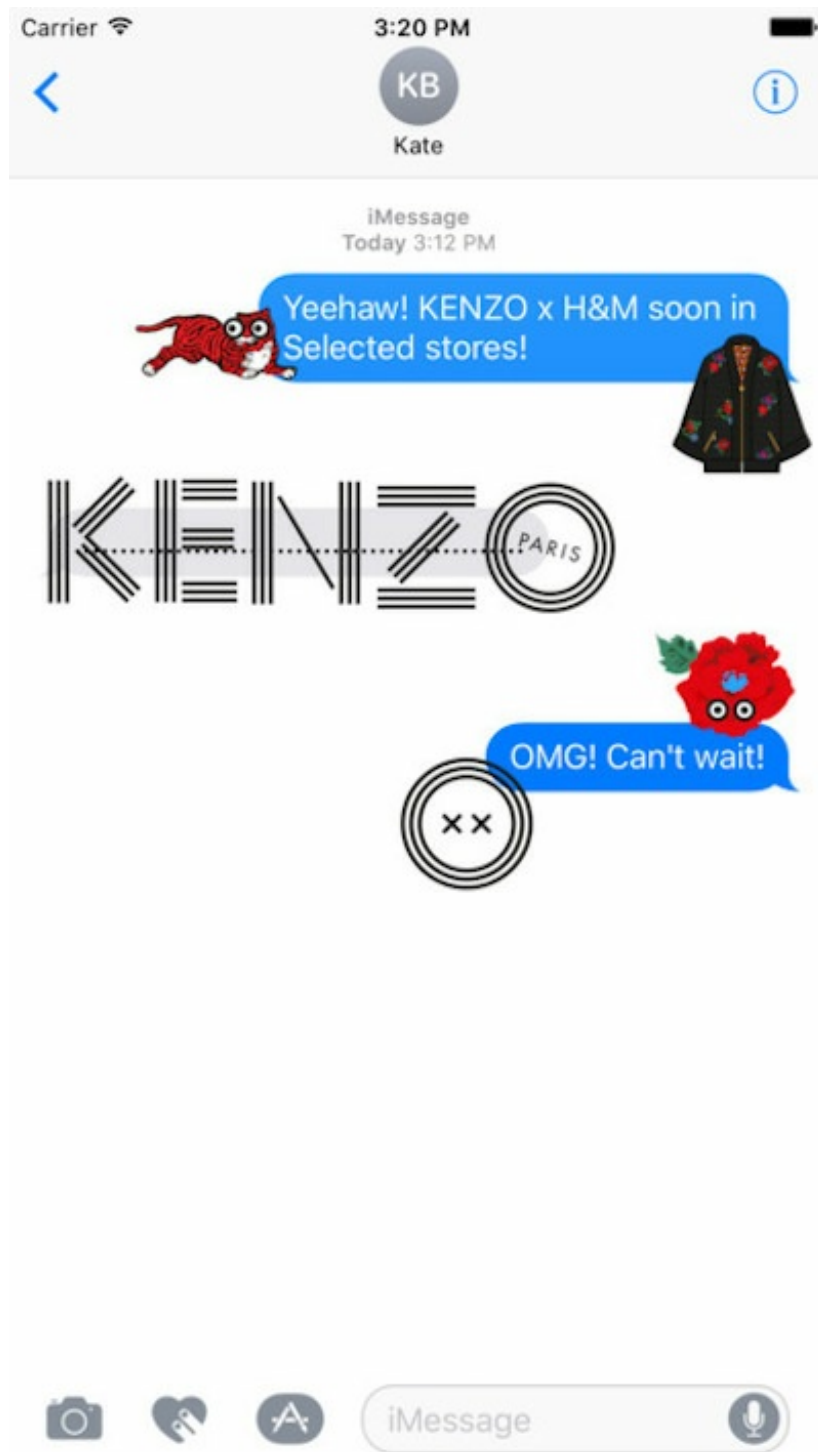 Carrier
3:20 PM
KB
Kate
iMessage
Today 3:12 PM
Yeehaw! KENZO x H&M soon in
Selected stores!
KENZO
PARIS
OMG! Can't wait!
××
iMessage